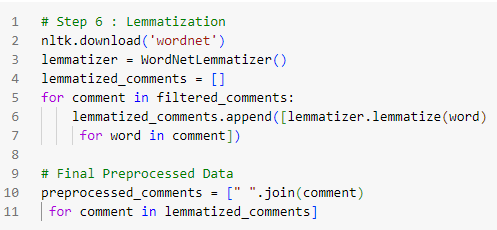 1 # Step 6 : Lemmatization
2 nltk.download('wordnet')
3 lemmatizer = WordNetLemmatizer()
4 lemmatized_comments = []
5 for comment in filtered_comments:
6     lemmatized_comments.append([lemmatizer.lemmatize(word)
7      for word in comment])
8
9 # Final Preprocessed Data
10 preprocessed_comments = [" ".join(comment)
11  for comment in lemmatized_comments]